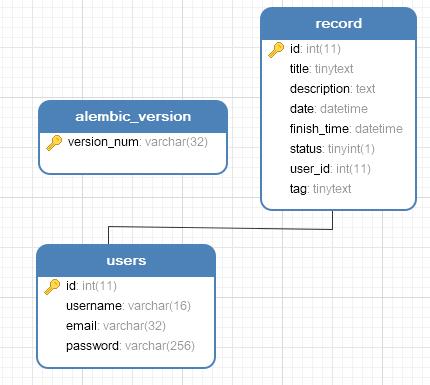 record
id: int(11)
title: tinytext
description: text
date: datetime
finish_time: datetime
status: tinyint(1)
user_id: int(11)
tag: tinytext
alembic_version
version_num: varchar(32)
users
id: int(11)
username: varchar(16)
email: varchar(32)
password: varchar(256)